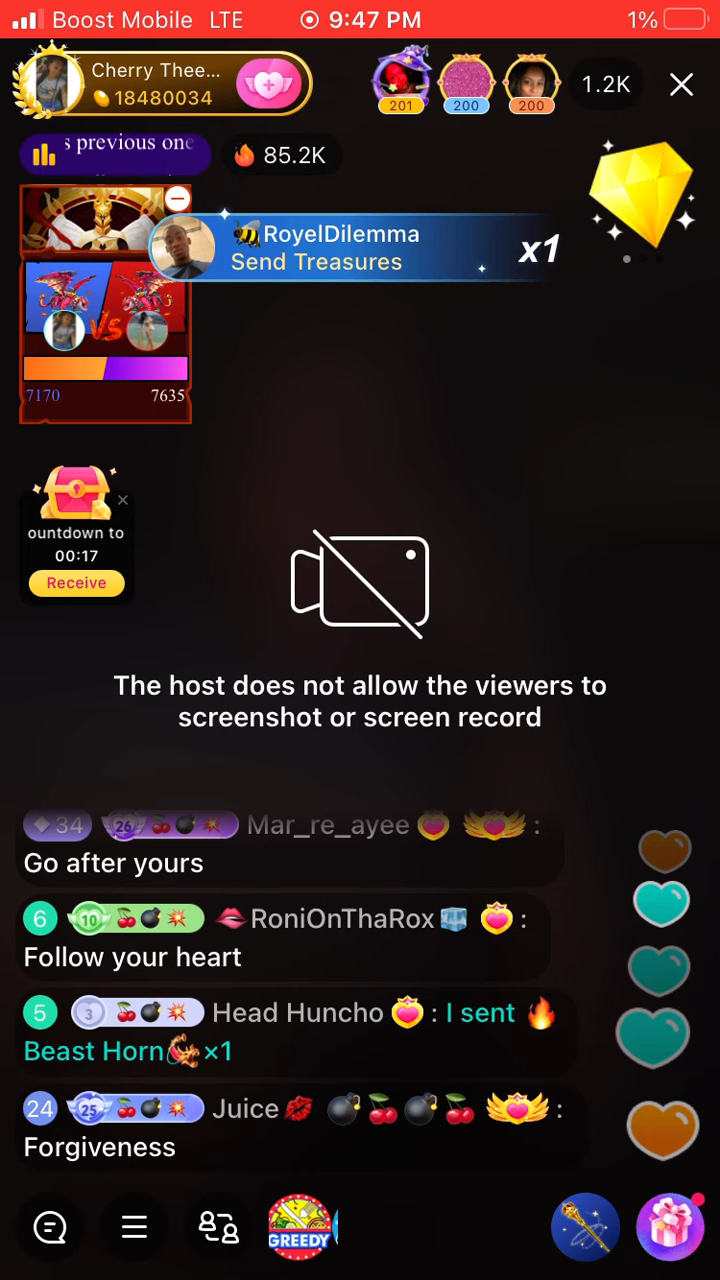 Boost Mobile LTE 9:47 PM 1%
Cherry Thee...
18480034
201
200
200
1.2K
s previous one
85.2K
RoyelDilemma
Send Treasures
x1
VS
7170 7635
ountdown to
00:17
Receive
The host does not allow the viewers to
screenshot or screen record
34 26 Mar_re_ayee :
Go after yours
6 10 RoniOnThaRox :
Follow your heart
5 3 Head Huncho : I sent
Beast Horn ×1
24 25 Juice :
Forgiveness
GREEDY